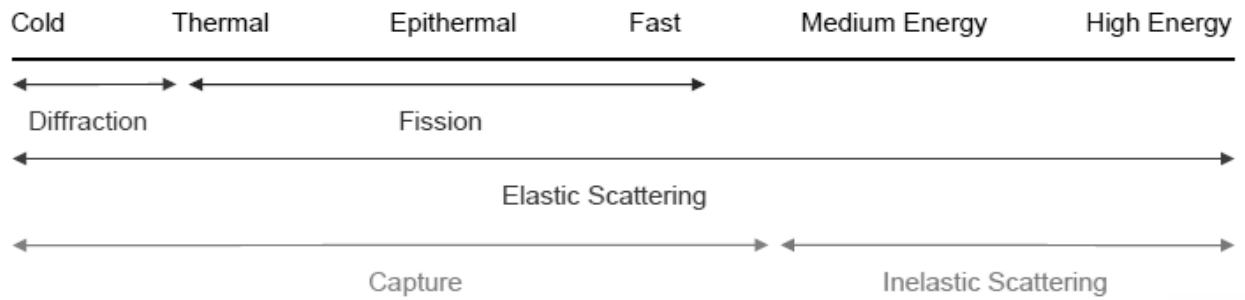 Cold Thermal Epithermal Fast Medium Energy High Energy
Diffraction Fission
Elastic Scattering
Capture Inelastic Scattering